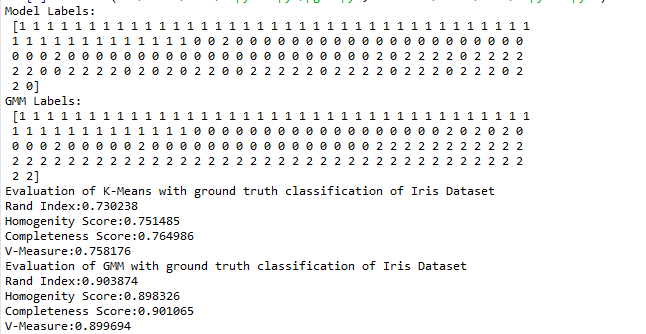 Model Labels:
[1 1 1 1 1 1 1 1 1 1 1 1 1 1 1 1 1 1 1 1 1 1 1 1 1 1 1 1 1 1 1 1 1 1 1 1 1
1 1 1 1 1 1 1 1 1 1 1 1 1 0 0 2 0 0 0 0 0 0 0 0 0 0 0 0 0 0 0 0 0 0 0 0 0
0 0 0 2 0 0 0 0 0 0 0 0 0 0 0 0 0 0 0 0 0 0 0 0 0 0 2 0 2 2 2 2 0 2 2 2 2
2 2 0 0 2 2 2 2 0 2 0 2 0 2 2 0 0 2 2 2 2 2 0 2 2 2 2 0 2 2 2 0 2 2 2 0 2
2 0]
GMM Labels:
[1 1 1 1 1 1 1 1 1 1 1 1 1 1 1 1 1 1 1 1 1 1 1 1 1 1 1 1 1 1 1 1 1 1 1 1 1
1 1 1 1 1 1 1 1 1 1 1 1 1 0 0 0 0 0 0 0 0 0 0 0 0 0 0 0 0 0 0 2 0 2 0 2 0
0 0 0 2 0 0 0 0 0 2 0 0 0 0 0 0 0 0 0 0 0 0 0 0 0 0 2 2 2 2 2 2 2 2 2 2 2
2 2 2 2 2 2 2 2 2 2 2 2 2 2 2 2 2 2 2 2 2 2 2 2 2 2 2 2 2 2 2 2 2 2 2 2 2
2 2]
Evaluation of K-Means with ground truth classification of Iris Dataset
Rand Index:0.730238
Homogenity Score:0.751485
Completeness Score:0.764986
V-Measure:0.758176
Evaluation of GMM with ground truth classification of Iris Dataset
Rand Index:0.903874
Homogenity Score:0.898326
Completeness Score:0.901065
V-Measure:0.899694